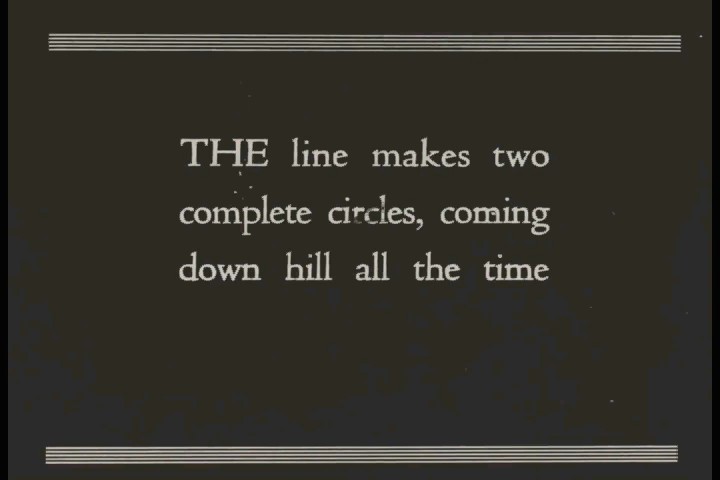 THE line makes two
complete circles, coming
down hill all the time